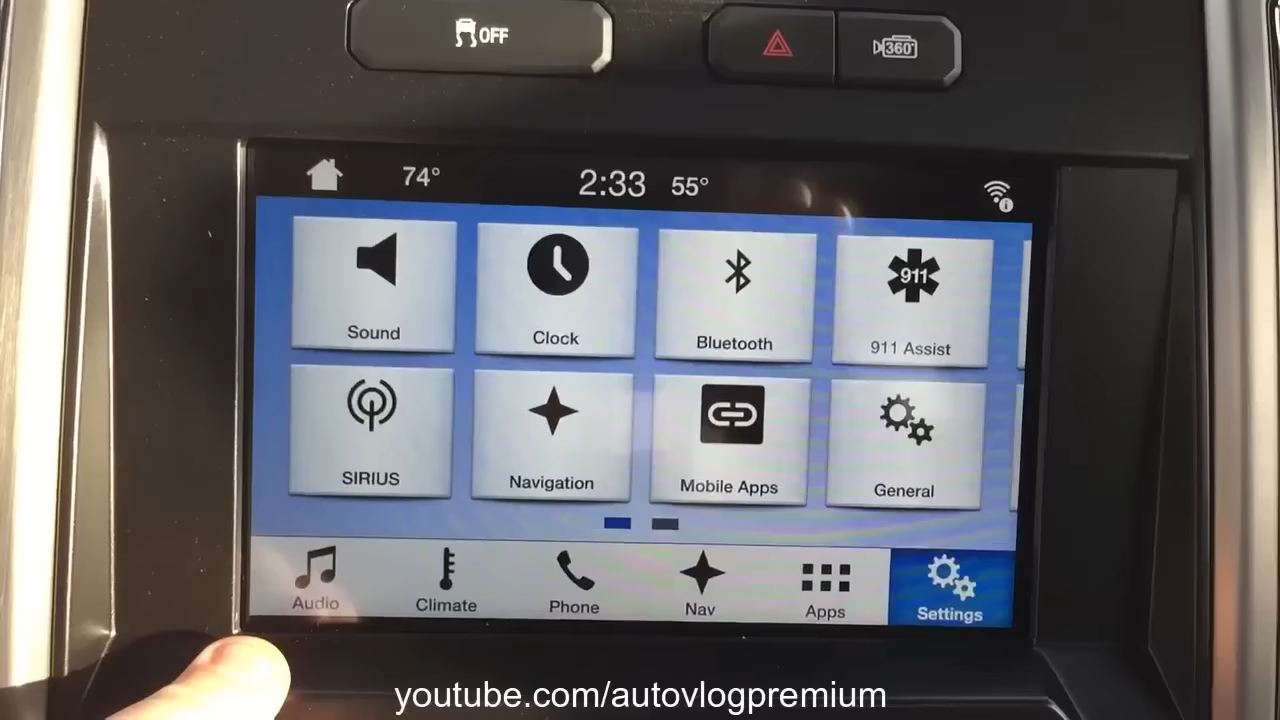 OFF
360°
74° 2:33 55°
Sound Clock Bluetooth 911 911 Assist
SIRIUS Navigation Mobile Apps General
Audio Climate Phone Nav Apps Settings
youtube.com/autovlogpremium